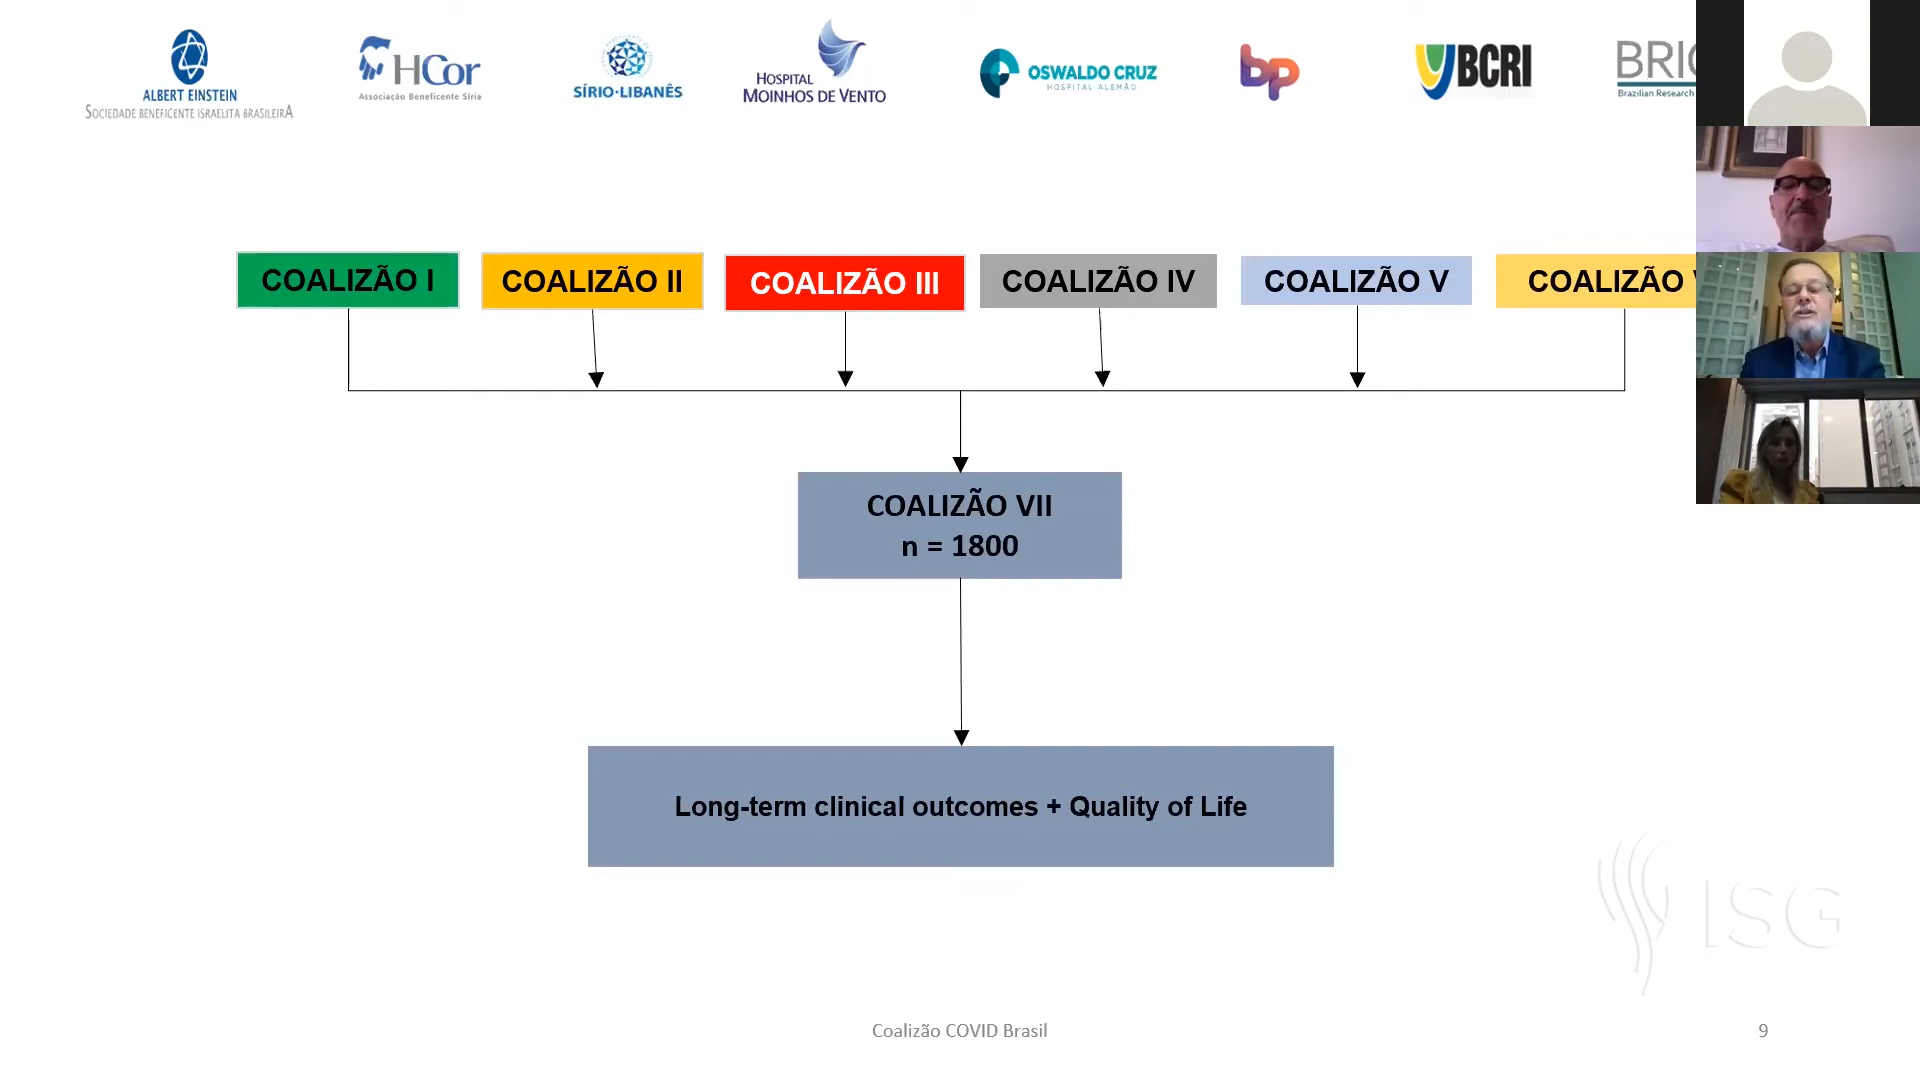 ALBERT EINSTEIN
SOCIEDADE BENEFICENTE ISRAELITA BRASILEIRA
HCor
Associação Beneficente Síria
SÍRIO•LIBANÊS
HOSPITAL
MOINHOS DE VENTO
OSWALDO CRUZ
HOSPITAL ALEMÃO
bp
BCRI
BRIC
Brazilian Research
COALIZÃO I
COALIZÃO II
COALIZÃO III
COALIZÃO IV
COALIZÃO V
COALIZÃO
COALIZÃO VII
n = 1800
Long-term clinical outcomes + Quality of Life
ISG
Coalizão COVID Brasil
9